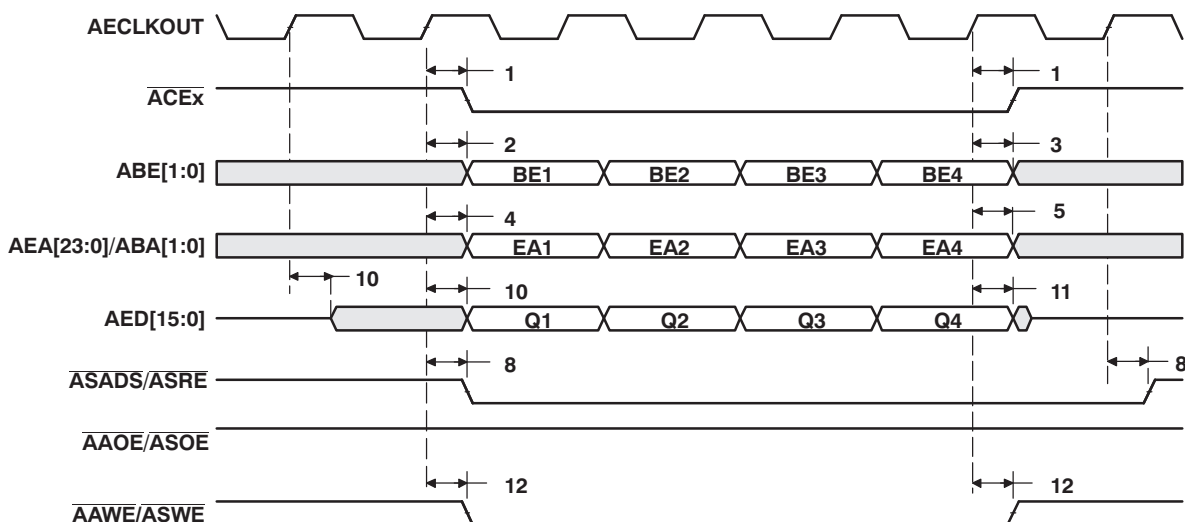 AECLKOUT
1 1
ACEx
2 3
ABE[1:0] BE1 BE2 BE3 BE4
4 5
AEA[23:0]/ABA[1:0] EA1 EA2 EA3 EA4
10 10 11
AED[15:0] Q1 Q2 Q3 Q4
8 8
ASADS/ASRE
AAOE/ASOE
12 12
AAWE/ASWE